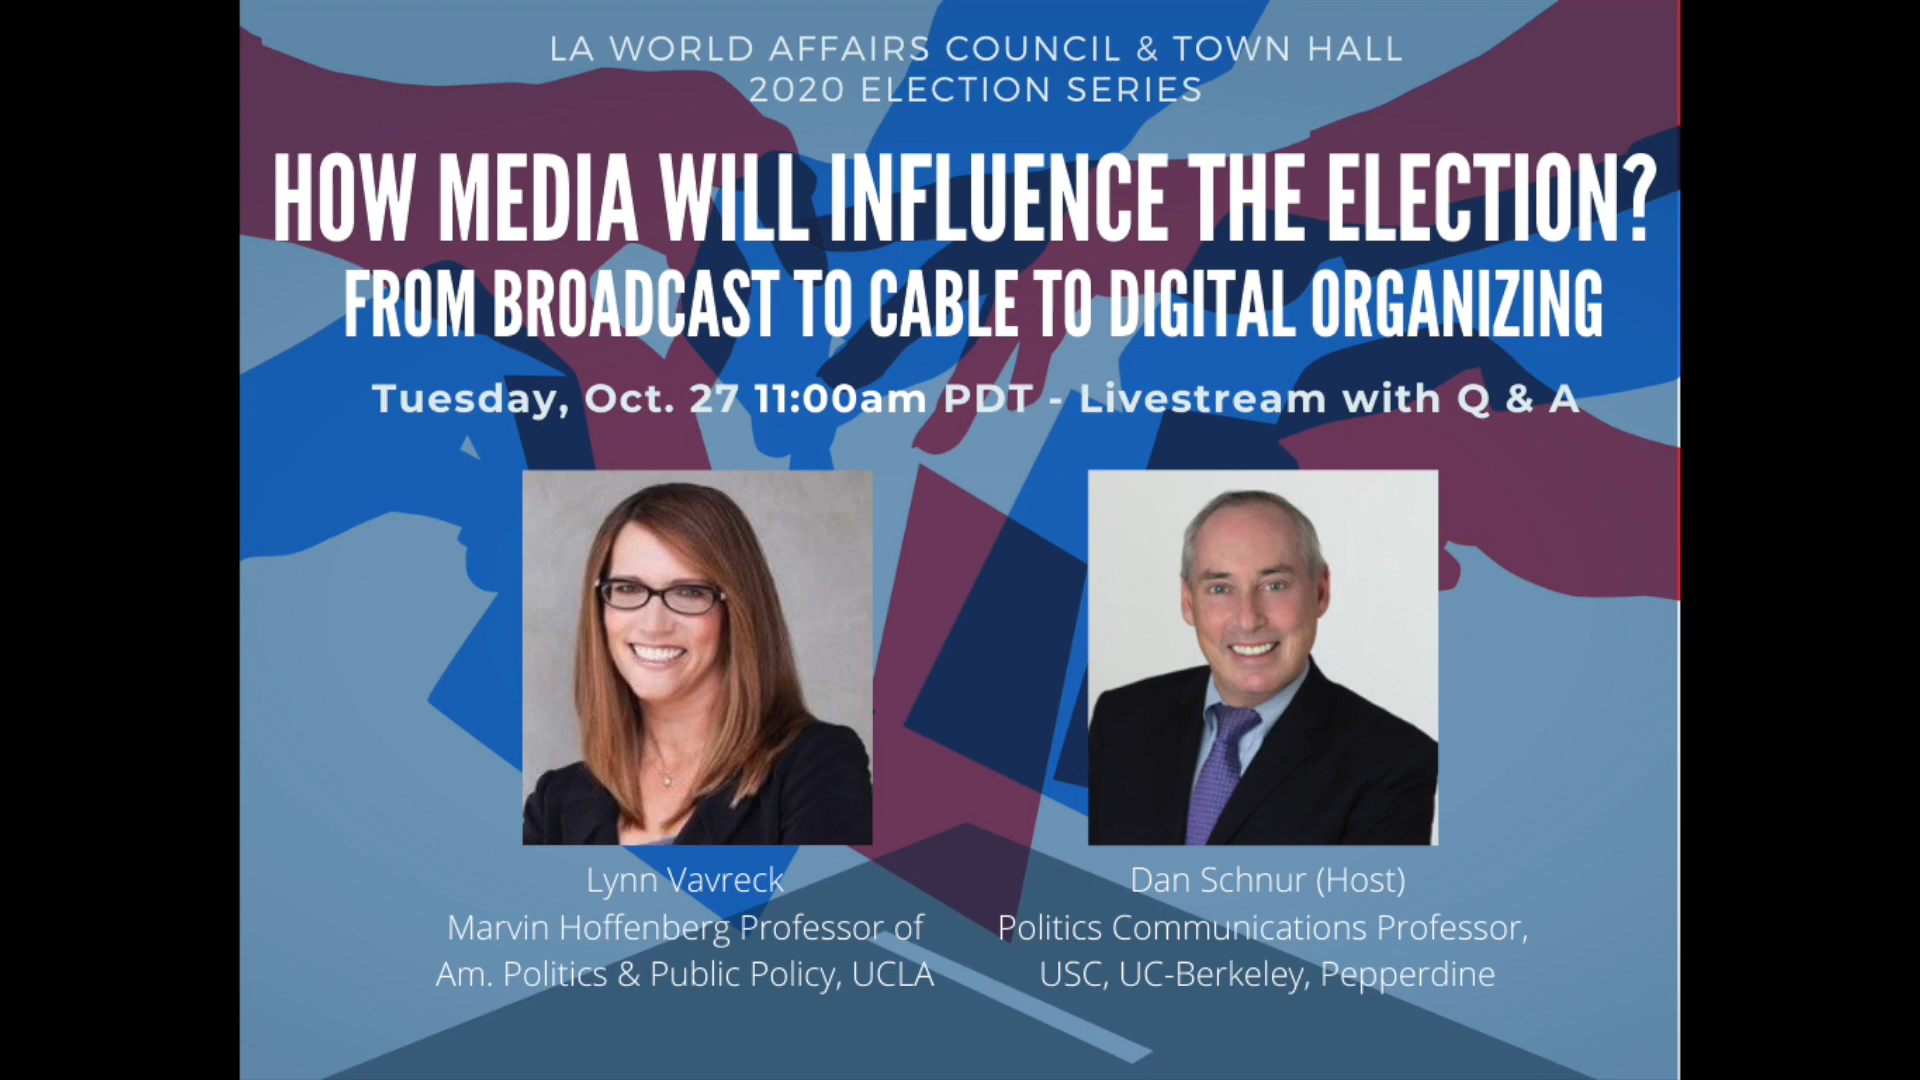 LA WORLD AFFAIRS COUNCIL & TOWN HALL
2020 ELECTION SERIES
HOW MEDIA WILL INFLUENCE THE ELECTION?
FROM BROADCAST TO CABLE TO DIGITAL ORGANIZING
Tuesday, Oct. 27 11:00am PDT - Livestream with Q & A
Lynn Vavreck
Marvin Hoffenberg Professor of
Am. Politics & Public Policy, UCLA
Dan Schnur (Host)
Politics Communications Professor,
USC, UC-Berkeley, Pepperdine